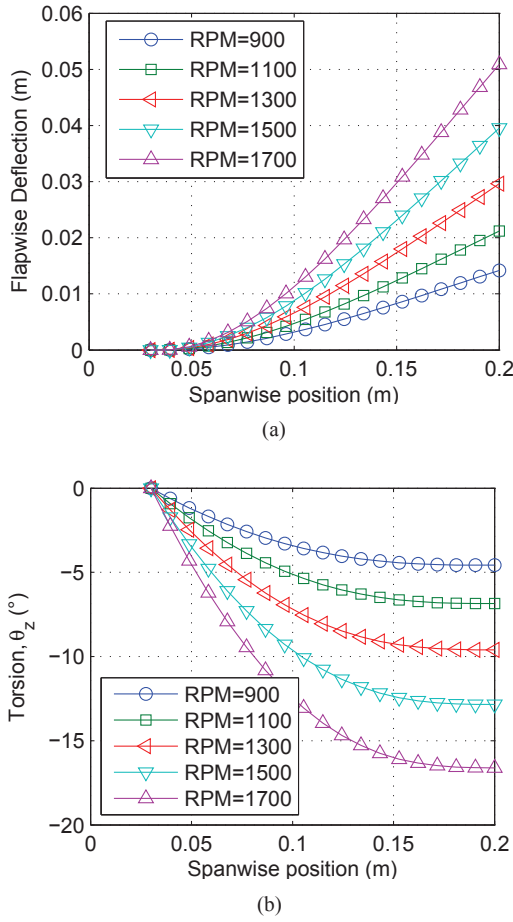 0.06
0.05
0.04
0.03
0.02
0.01
0
Flapwise Deflection (m)
RPM=900
RPM=1100
RPM=1300
RPM=1500
RPM=1700
0 0.05 0.1 0.15 0.2
Spanwise position (m)
(a)
0
−5
−10
−15
−20
Torsion, θ_z (°)
RPM=900
RPM=1100
RPM=1300
RPM=1500
RPM=1700
0 0.05 0.1 0.15 0.2
Spanwise position (m)
(b)